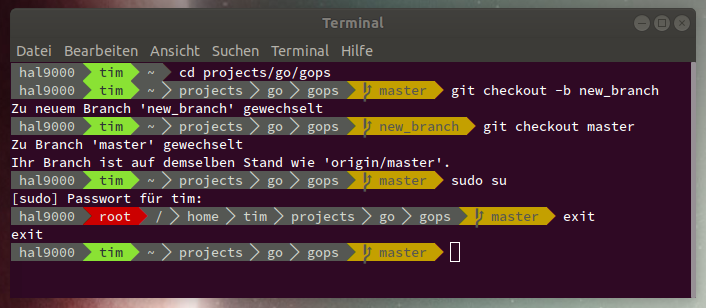 Terminal
Datei Bearbeiten Ansicht Suchen Terminal Hilfe
hal9000 tim ~ cd projects/go/gops
hal9000 tim ~ projects go gops master git checkout -b new_branch
Zu neuem Branch 'new_branch' gewechselt
hal9000 tim ~ projects go gops new_branch git checkout master
Zu Branch 'master' gewechselt
Ihr Branch ist auf demselben Stand wie 'origin/master'.
hal9000 tim ~ projects go gops master sudo su
[sudo] Passwort für tim:
hal9000 root / home tim projects go gops master exit
exit
hal9000 tim ~ projects go gops master